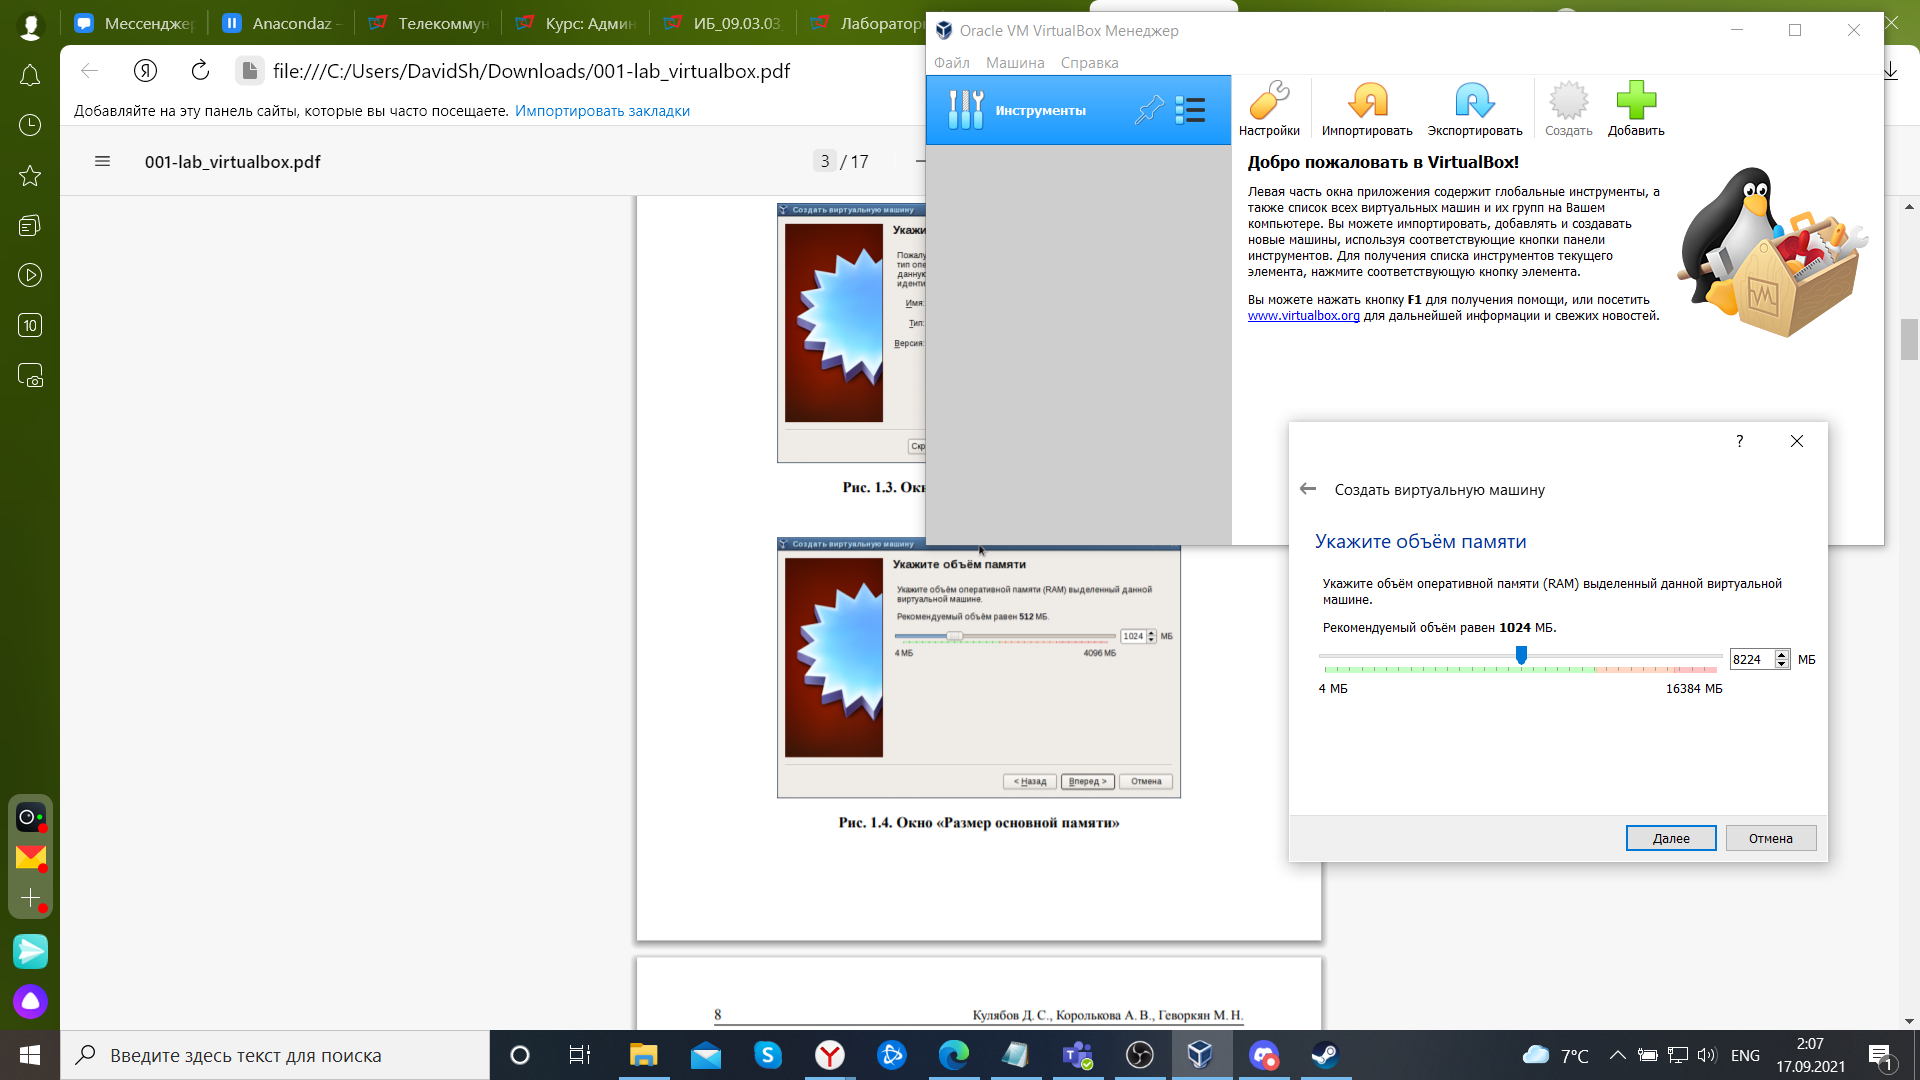 Мессендже
Anacondaz -
Телекоммун
Курс: Админ
ИБ_09.03.03
Лаборатор
file:///C:/Users/DavidSh/Downloads/001-lab_virtualbox.pdf
Добавляйте на эту панель сайты, которые вы часто посещаете. Импортировать закладки
001-lab_virtualbox.pdf
3 / 17
10
Создать виртуальную машину
Укажи
Пожалу
тип опе
данную
иденти
Имя:
Тип:
Версия:
Скр
Рис. 1.3. Окн
Создать виртуальную машину
Укажите объём памяти
Укажите объём оперативной памяти (RAM) выделенный данной
виртуальной машине.
Рекомендуемый объём равен 512 МБ.
1024 МБ
4 МБ 4096 МБ
< Назад Вперед > Отмена
Рис. 1.4. Окно «Размер основной памяти»
8 Кулябов Д. С., Королькова А. В., Геворкян М. Н.
Oracle VM VirtualBox Менеджер
Файл Машина Справка
Инструменты
Настройки Импортировать Экспортировать Создать Добавить
Добро пожаловать в VirtualBox!
Левая часть окна приложения содержит глобальные инструменты, а
также список всех виртуальных машин и их групп на Вашем
компьютере. Вы можете импортировать, добавлять и создавать
новые машины, используя соответствующие кнопки панели
инструментов. Для получения списка инструментов текущего
элемента, нажмите соответствующую кнопку элемента.
Вы можете нажать кнопку F1 для получения помощи, или посетить
www.virtualbox.org для дальнейшей информации и свежих новостей.
?
Создать виртуальную машину
Укажите объём памяти
Укажите объём оперативной памяти (RAM) выделенный данной виртуальной
машине.
Рекомендуемый объём равен 1024 МБ.
8224 МБ
4 МБ 16384 МБ
Далее Отмена
Введите здесь текст для поиска
7°C
ENG
2:07
17.09.2021
1